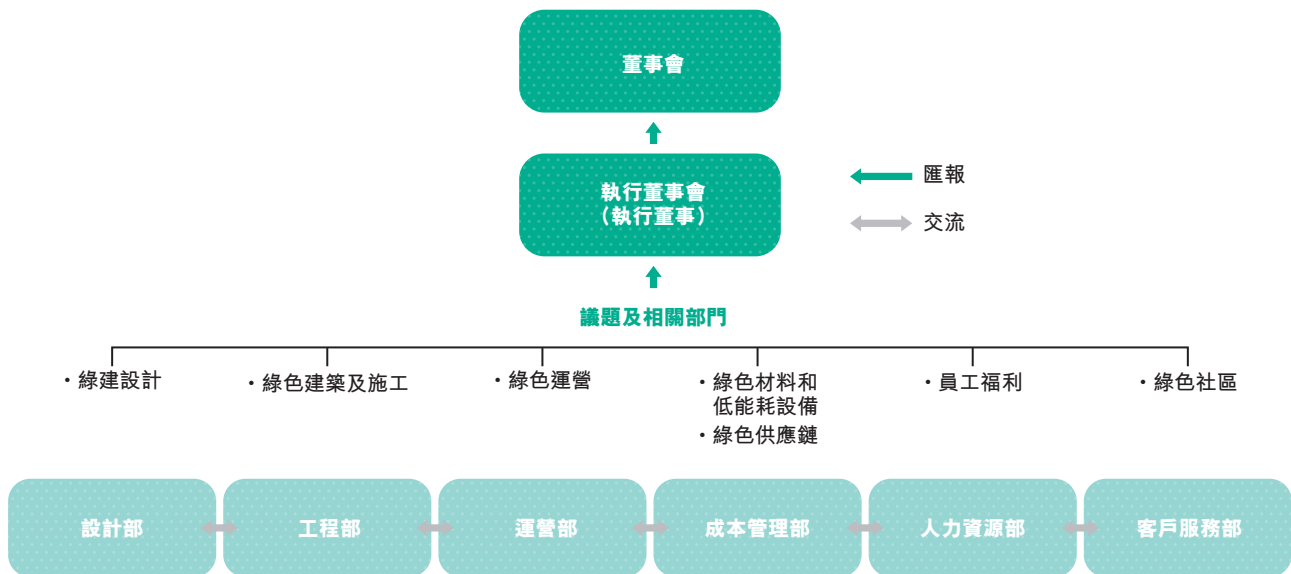 董事會
執行董事會
（執行董事）
匯報
交流
議題及相關部門
・綠建設計
・綠色建築及施工
・綠色運營
・綠色材料和
低能耗設備
・綠色供應鏈
・員工福利
・綠色社區
設計部
工程部
運營部
成本管理部
人力資源部
客戶服務部